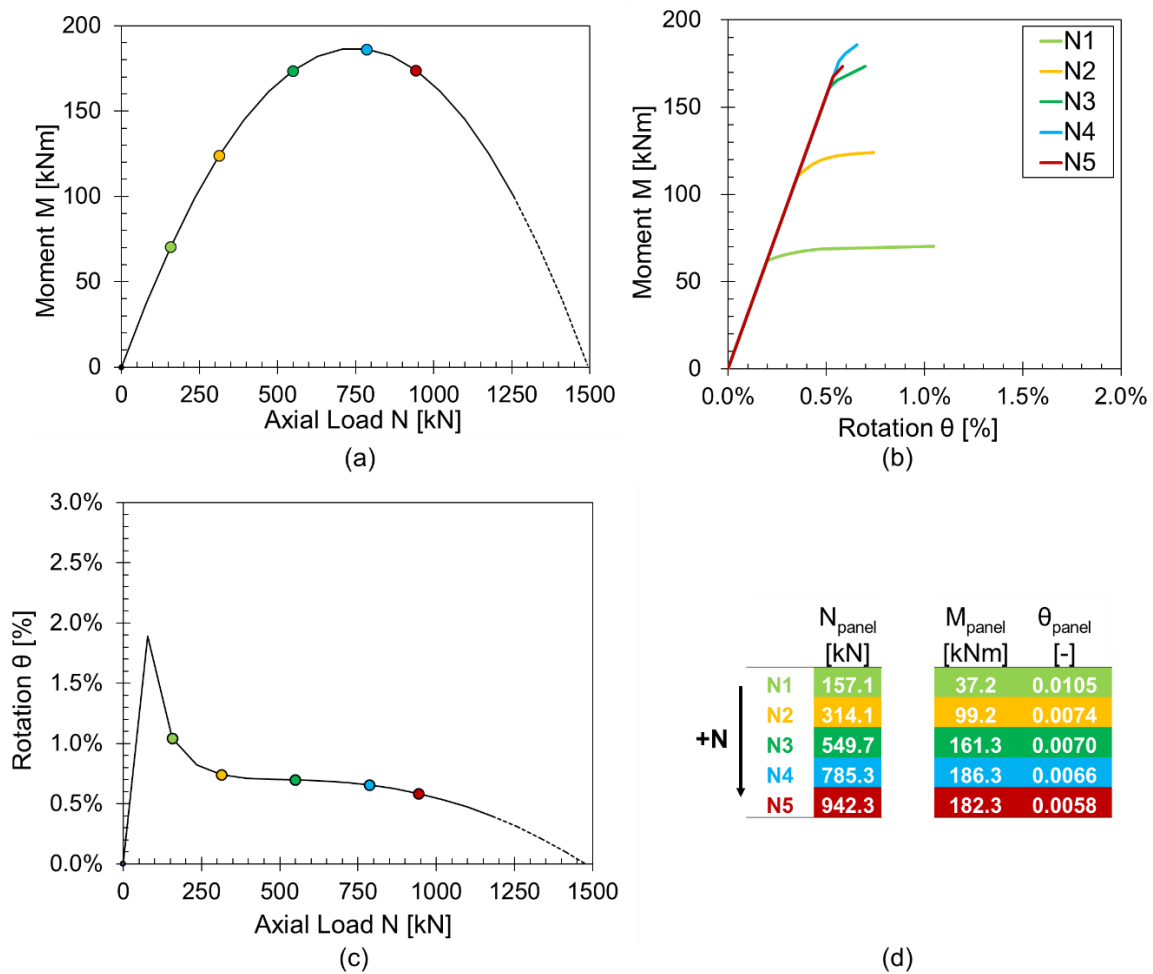 200
150
100
50
0
Moment M [kNm]
0 250 500 750 1000 1250 1500
Axial Load N [kN]
(a)
200
150
100
50
0
Moment M [kNm]
N1
N2
N3
N4
N5
0.0% 0.5% 1.0% 1.5% 2.0%
Rotation θ [%]
(b)
3.0%
2.5%
2.0%
1.5%
1.0%
0.5%
0.0%
Rotation θ [%]
0 250 500 750 1000 1250 1500
Axial Load N [kN]
(c)
Npanel Mpanel θpanel
[kN] [kNm] [-]
N1 157.1 37.2 0.0105
N2 314.1 99.2 0.0074
+N
N3 549.7 161.3 0.0070
N4 785.3 186.3 0.0066
N5 942.3 182.3 0.0058
(d)